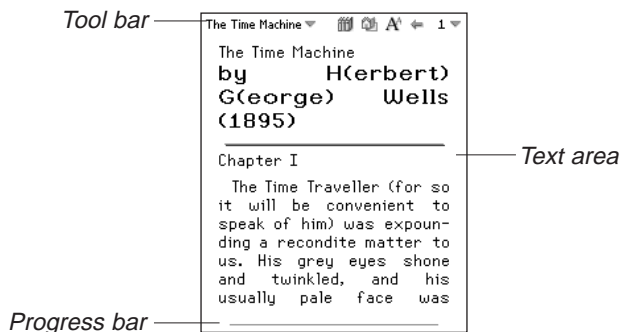 Tool bar
The Time Machine 1
The Time Machine
by H(erbert)
G(eorge) Wells
(1895)
Chapter I
Text area
The Time Traveller (for so
it will be convenient to
speak of him) was expoun-
ding a recondite matter to
us. His grey eyes shone
and twinkled, and his
usually pale face was
Progress bar